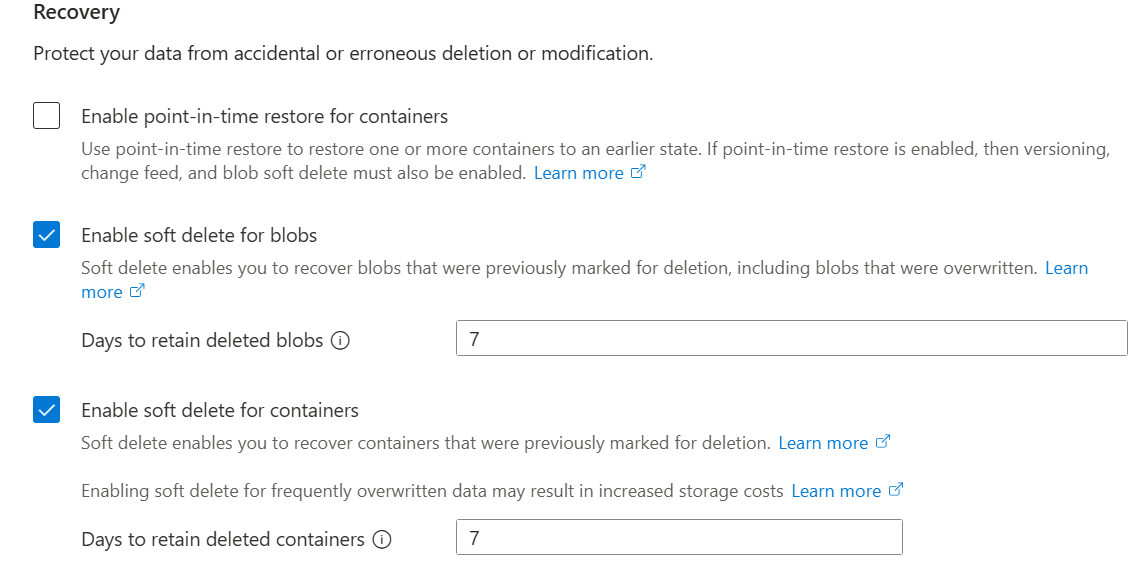 Recovery
Protect your data from accidental or erroneous deletion or modification.
Enable point-in-time restore for containers
Use point-in-time restore to restore one or more containers to an earlier state. If point-in-time restore is enabled, then versioning,
change feed, and blob soft delete must also be enabled. Learn more
Enable soft delete for blobs
Soft delete enables you to recover blobs that were previously marked for deletion, including blobs that were overwritten. Learn
more
Days to retain deleted blobs 7
Enable soft delete for containers
Soft delete enables you to recover containers that were previously marked for deletion. Learn more
Enabling soft delete for frequently overwritten data may result in increased storage costs Learn more
Days to retain deleted containers 7